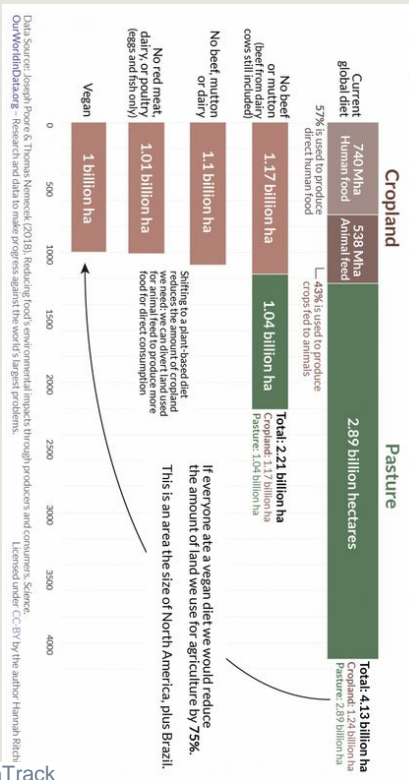 Cropland
Pasture
Current
global diet
740 Mha
Human food
538 Mha
Animal feed
2.89 billion hectares
Total: 4.13 billion ha
Cropland: 1.24 billion ha
Pasture: 2.89 billion ha
57% is used to produce
direct human food
43% is used to produce
crops fed to animals
No beef
or mutton
(beef from dairy
cows still included)
1.17 billion ha
1.04 billion ha
Total: 2.21 billion ha
Cropland: 1.17 billion ha
Pasture: 1.04 billion ha
No beef, mutton
or dairy
1.1 billion ha
If everyone ate a vegan diet we would reduce
the amount of land we use for agriculture by 75%.
This is an area the size of North America, plus Brazil.
No red meat,
dairy, or poultry
(eggs and fish only)
1.01 billion ha
Shifting to a plant-based diet
reduces the amount of cropland
we need: we can divert land used
for animal feed to produce more
food for direct consumption
Vegan
1 billion ha
0
500
1000
1500
2000
2500
3000
3500
4000
Data Source: Joseph Poore & Thomas Nemecek (2018). Reducing food's environmental impacts through producers and consumers. Science.
OurWorldinData.org – Research and data to make progress against the world's largest problems.
Licensed under CC-BY by the author Hannah Ritchi
Track